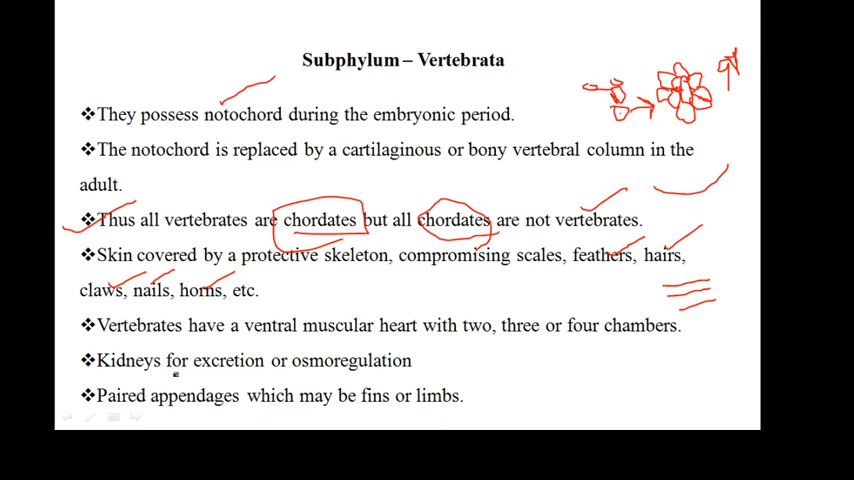 Subphylum – Vertebrata
❖They possess notochord during the embryonic period.
❖The notochord is replaced by a cartilaginous or bony vertebral column in the
adult.
❖Thus all vertebrates are chordates but all chordates are not vertebrates.
❖Skin covered by a protective skeleton, compromising scales, feathers, hairs,
claws, nails, horns, etc.
❖Vertebrates have a ventral muscular heart with two, three or four chambers.
❖Kidneys for excretion or osmoregulation
❖Paired appendages which may be fins or limbs.